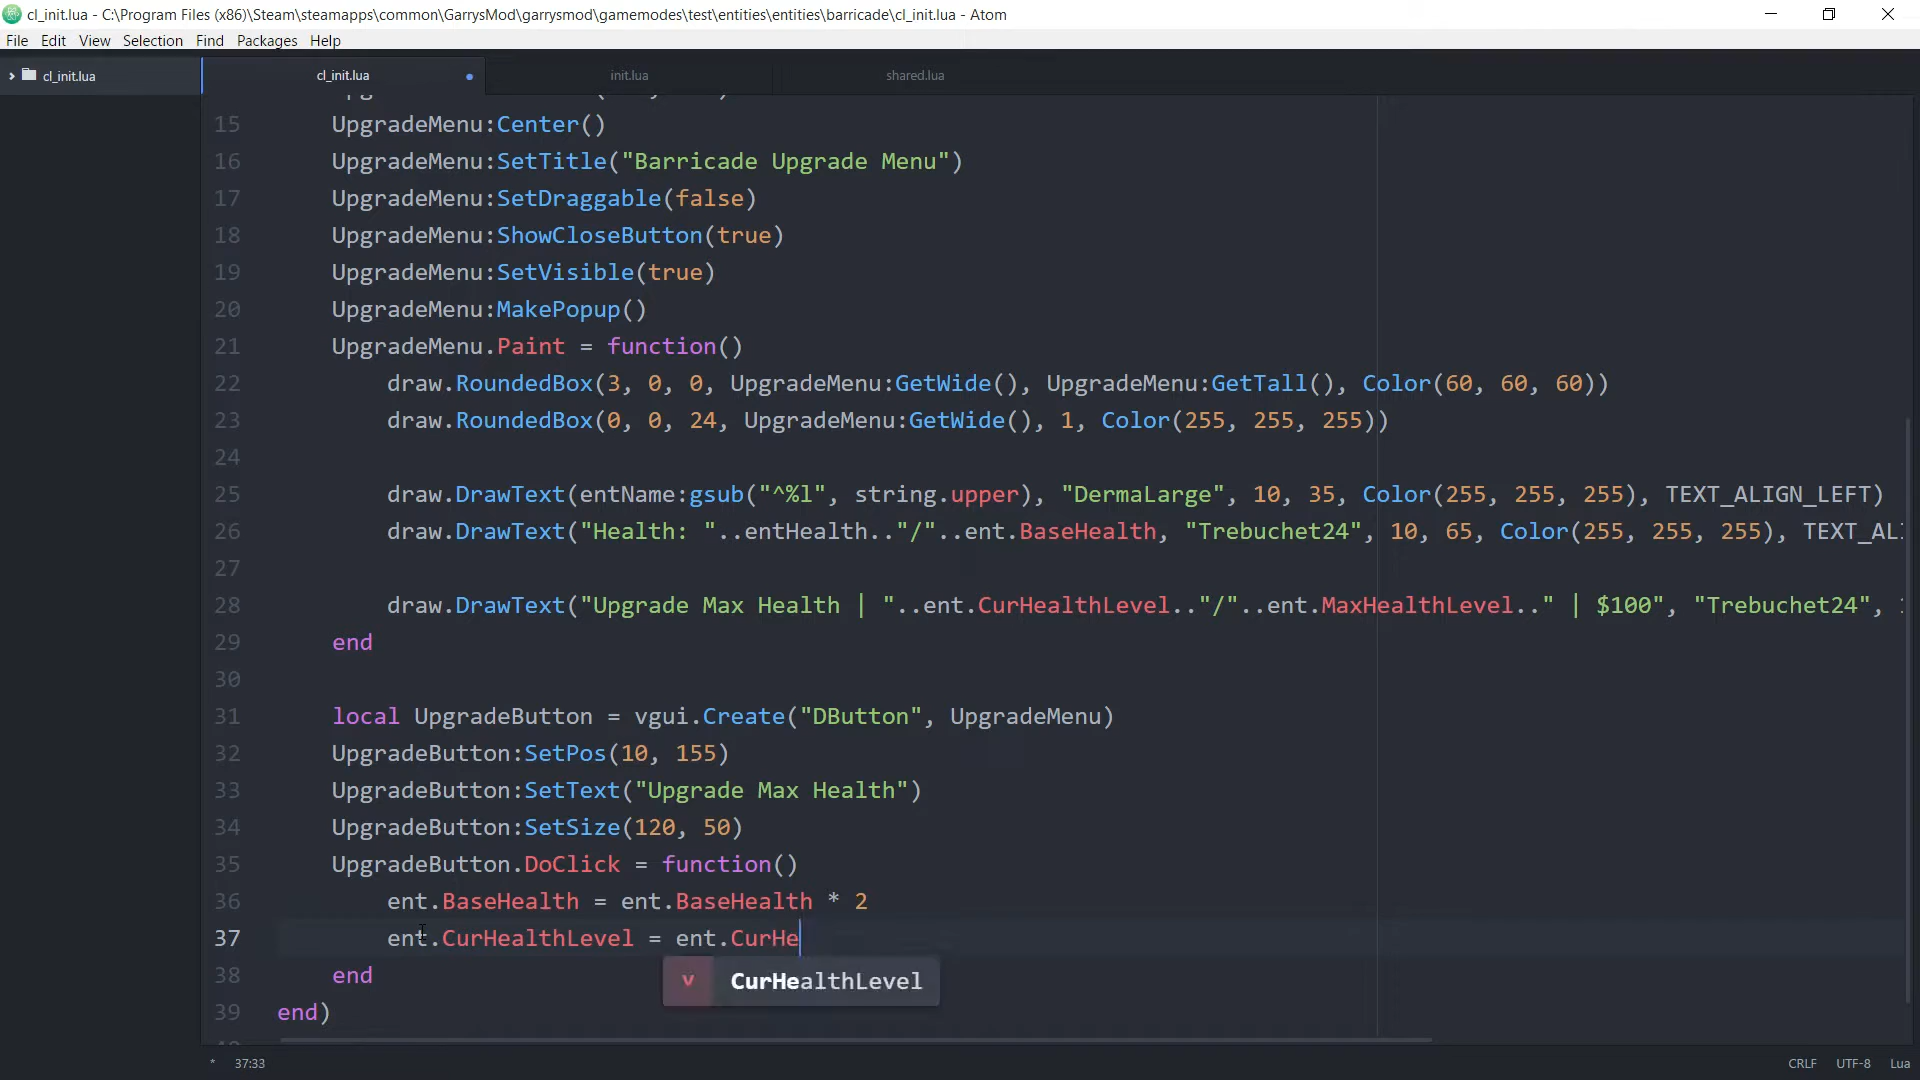 cl_init.lua - C:\Program Files (x86)\Steam\steamapps\common\GarrysMod\garrysmod\gamemodes\test\entities\entities\barricade\cl_init.lua - Atom
File Edit View Selection Find Packages Help
cl_init.lua
cl_init.lua init.lua shared.lua
15 UpgradeMenu:Center()
16 UpgradeMenu:SetTitle("Barricade Upgrade Menu")
17 UpgradeMenu:SetDraggable(false)
18 UpgradeMenu:ShowCloseButton(true)
19 UpgradeMenu:SetVisible(true)
20 UpgradeMenu:MakePopup()
21 UpgradeMenu.Paint = function()
22 draw.RoundedBox(3, 0, 0, UpgradeMenu:GetWide(), UpgradeMenu:GetTall(), Color(60, 60, 60))
23 draw.RoundedBox(0, 0, 24, UpgradeMenu:GetWide(), 1, Color(255, 255, 255))
24
25 draw.DrawText(entName:gsub("^%l", string.upper), "DermaLarge", 10, 35, Color(255, 255, 255), TEXT_ALIGN_LEFT)
26 draw.DrawText("Health: "..entHealth.."/"..ent.BaseHealth, "Trebuchet24", 10, 65, Color(255, 255, 255), TEXT_AL
27
28 draw.DrawText("Upgrade Max Health | "..ent.CurHealthLevel.."/"..ent.MaxHealthLevel.." | $100", "Trebuchet24",
29 end
30
31 local UpgradeButton = vgui.Create("DButton", UpgradeMenu)
32 UpgradeButton:SetPos(10, 155)
33 UpgradeButton:SetText("Upgrade Max Health")
34 UpgradeButton:SetSize(120, 50)
35 UpgradeButton.DoClick = function()
36 ent.BaseHealth = ent.BaseHealth * 2
37 ent.CurHealthLevel = ent.CurHe
38 end
v CurHealthLevel
39 end)
* 37:33 CRLF UTF-8 Lua